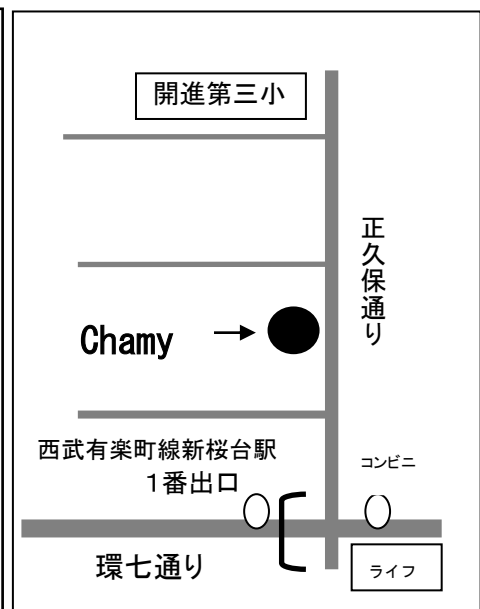 開進第三小
正久保通り
Chamy
西武有楽町線新桜台駅
1番出口
コンビニ
環七通り
ライフ